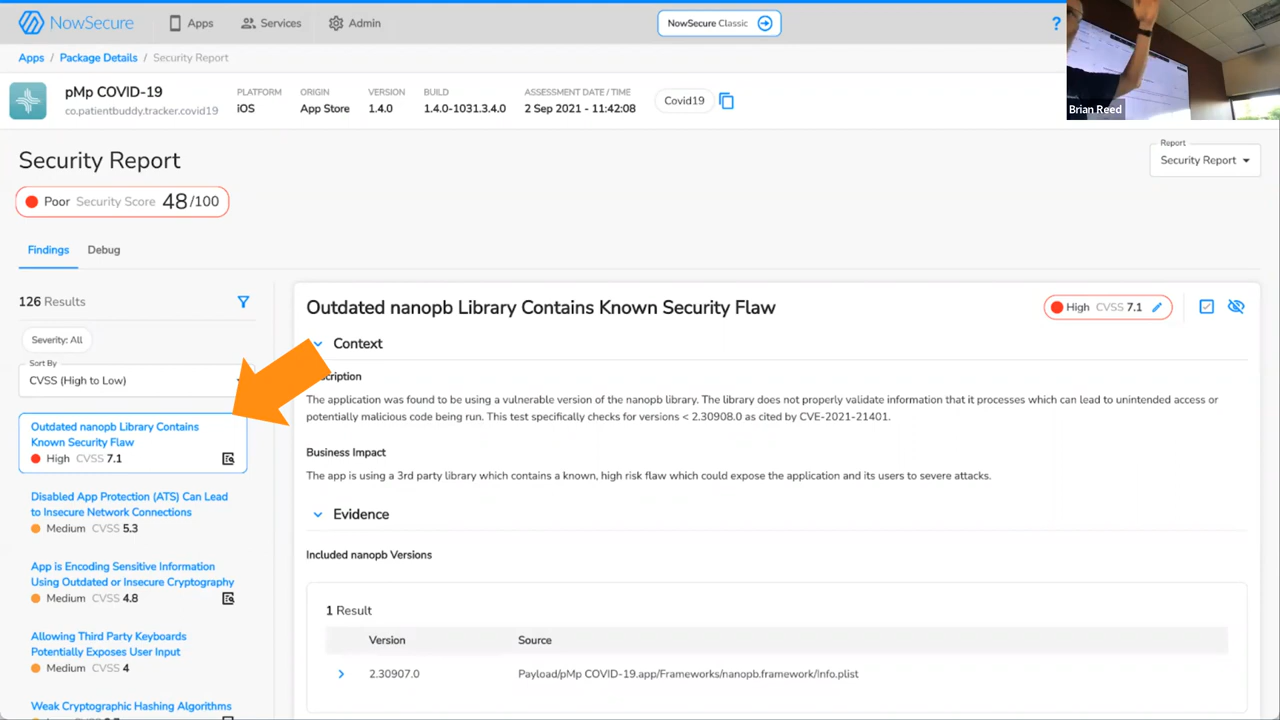 NowSecure
Apps
Services
Admin
NowSecure Classic
?
Apps / Package Details / Security Report
pMp COVID-19
co.patientbuddy.tracker.covid19
PLATFORM
iOS
ORIGIN
App Store
VERSION
1.4.0
BUILD
1.4.0-1031.3.4.0
ASSESSMENT DATE / TIME
2 Sep 2021 - 11:42:08
Covid19
Brian Reed
Security Report
Report
Security Report
Poor Security Score 48/100
Findings
Debug
126 Results
Severity: All
Sort By
CVSS (High to Low)
Outdated nanopb Library Contains
Known Security Flaw
High CVSS 7.1
Disabled App Protection (ATS) Can Lead
to Insecure Network Connections
Medium CVSS 5.3
App is Encoding Sensitive Information
Using Outdated or Insecure Cryptography
Medium CVSS 4.8
Allowing Third Party Keyboards
Potentially Exposes User Input
Medium CVSS 4
Weak Cryptographic Hashing Algorithms
Outdated nanopb Library Contains Known Security Flaw
High CVSS 7.1
Context
cription
The application was found to be using a vulnerable version of the nanopb library. The library does not properly validate information that it processes which can lead to unintended access or
potentially malicious code being run. This test specifically checks for versions < 2.30908.0 as cited by CVE-2021-21401.
Business Impact
The app is using a 3rd party library which contains a known, high risk flaw which could expose the application and its users to severe attacks.
Evidence
Included nanopb Versions
1 Result
Version
Source
2.30907.0
Payload/pMp COVID-19.app/Frameworks/nanopb.framework/Info.plist